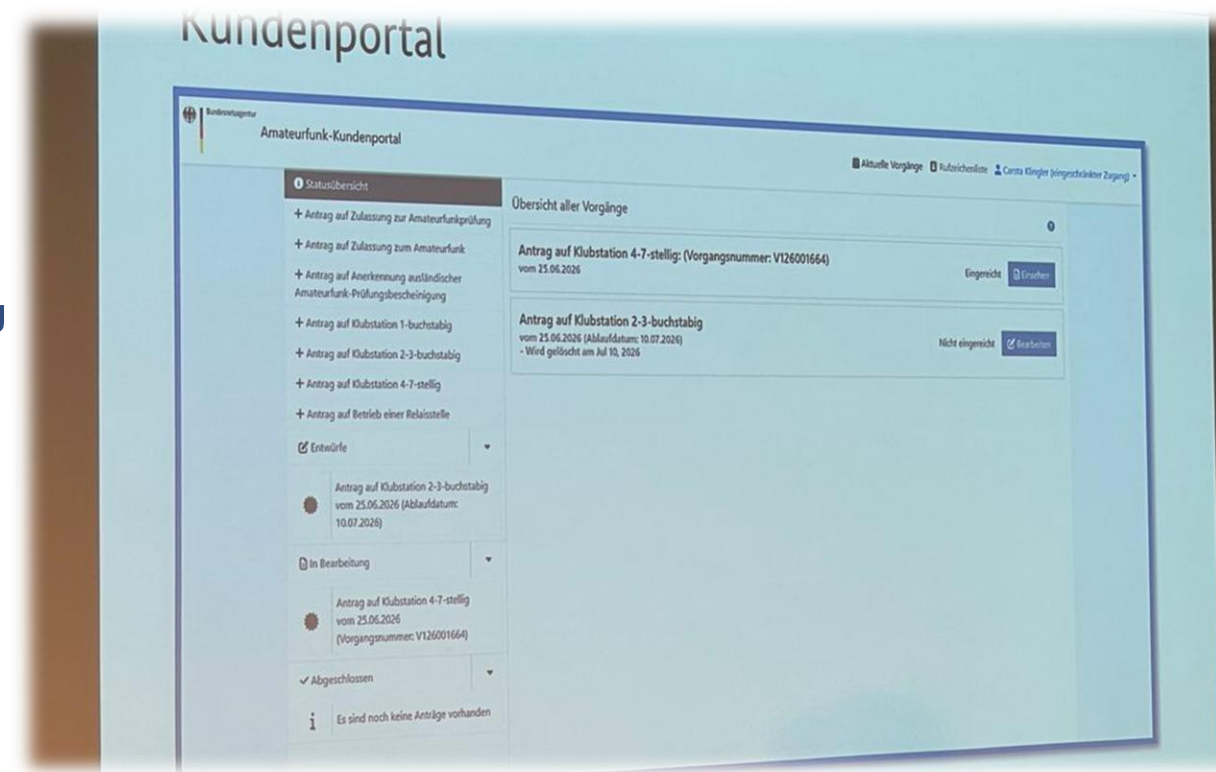 Kundenportal
Bundesnetzagentur
Amateurfunk-Kundenportal
Aktuelle Vorgänge Rufzeichenliste Carsta Klingler (eingeschränkter Zugang)
Statusübersicht
+ Antrag auf Zulassung zur Amateurfunkprüfung
+ Antrag auf Zulassung zum Amateurfunk
+ Antrag auf Anerkennung ausländischer
Amateurfunk-Prüfungsbescheinigung
+ Antrag auf Klubstation 1-buchstabig
+ Antrag auf Klubstation 2-3-buchstabig
+ Antrag auf Klubstation 4-7-stellig
+ Antrag auf Betrieb einer Relaisstelle
Entwürfe
Antrag auf Klubstation 2-3-buchstabig
vom 25.06.2026 (Ablaufdatum:
10.07.2026)
In Bearbeitung
Antrag auf Klubstation 4-7-stellig
vom 25.06.2026
(Vorgangsnummer: V126001664)
Abgeschlossen
Es sind noch keine Anträge vorhanden
Übersicht aller Vorgänge
Antrag auf Klubstation 4-7-stellig: (Vorgangsnummer: V126001664)
vom 25.06.2026
Eingereicht Einsehen
Antrag auf Klubstation 2-3-buchstabig
vom 25.06.2026 (Ablaufdatum: 10.07.2026)
- Wird gelöscht am Jul 10, 2026
Nicht eingereicht Bearbeiten